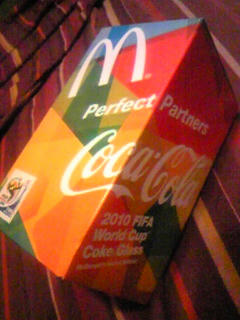 M
Perfect Partners
Coca-Cola
2010 FIFA
World Cup
Coke Glass